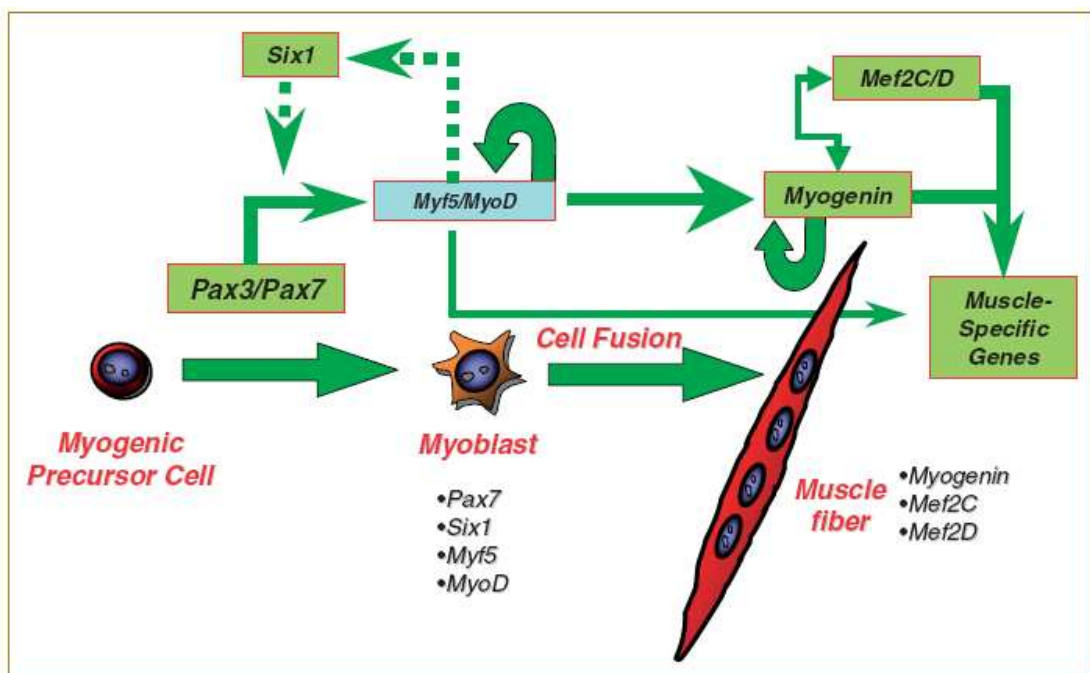 Six1
Mef2C/D
Myf5/MyoD
Myogenin
Pax3/Pax7
Muscle-
Specific
Genes
Cell Fusion
Myogenic
Precursor Cell
Myoblast
•Pax7
•Six1
•Myf5
•MyoD
Muscle
fiber
•Myogenin
•Mef2C
•Mef2D